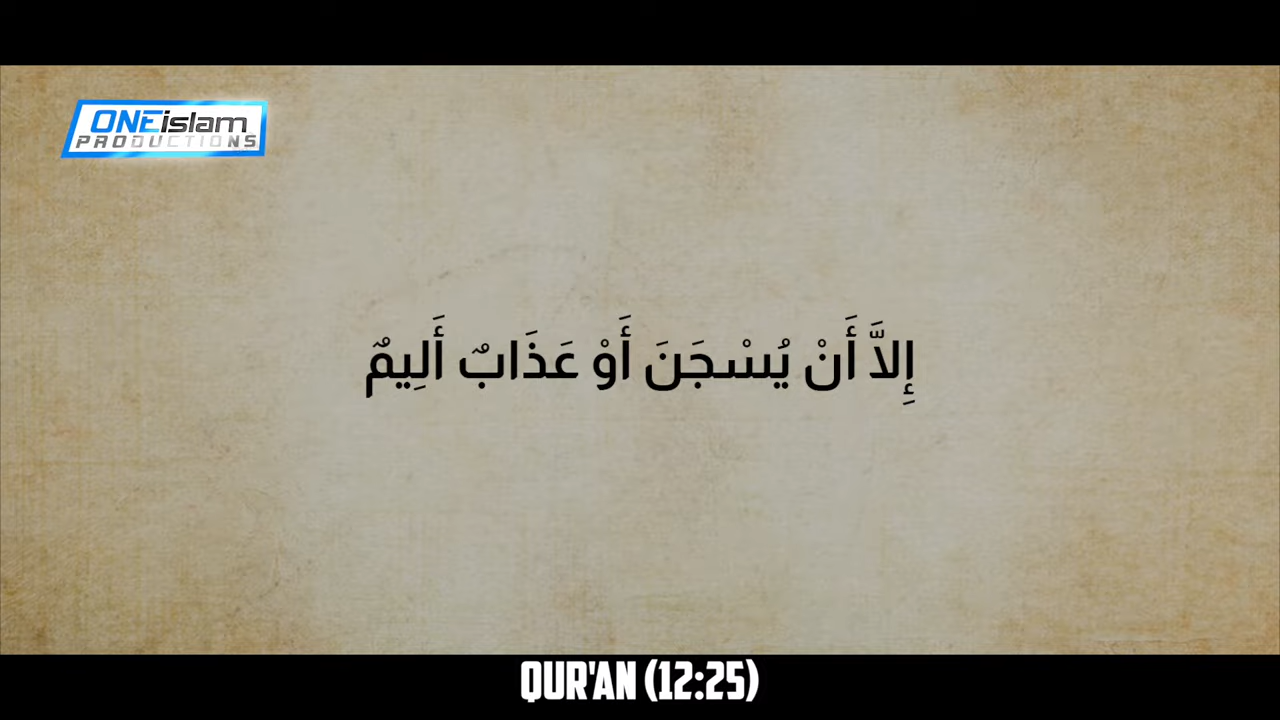 ONEislam
PRODUCTIONS
إِلاَّ أَنْ يُسْجَنَ أَوْ عَذَابٌ أَلِيمٌ
QUR'AN (12:25)